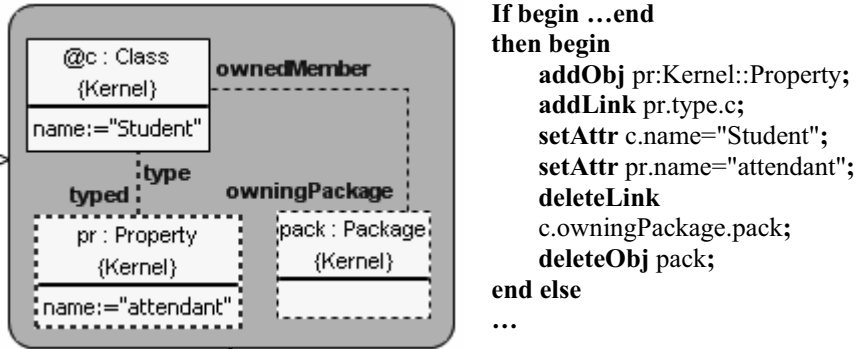 @c : Class
{Kernel}
name:="Student"
ownedMember
type
typed
owningPackage
pr : Property
{Kernel}
name:="attendant"
pack : Package
{Kernel}
If begin …end
then begin
addObj pr:Kernel::Property;
addLink pr.type.c;
setAttr c.name="Student";
setAttr pr.name="attendant";
deleteLink
c.owningPackage.pack;
deleteObj pack;
end else
…